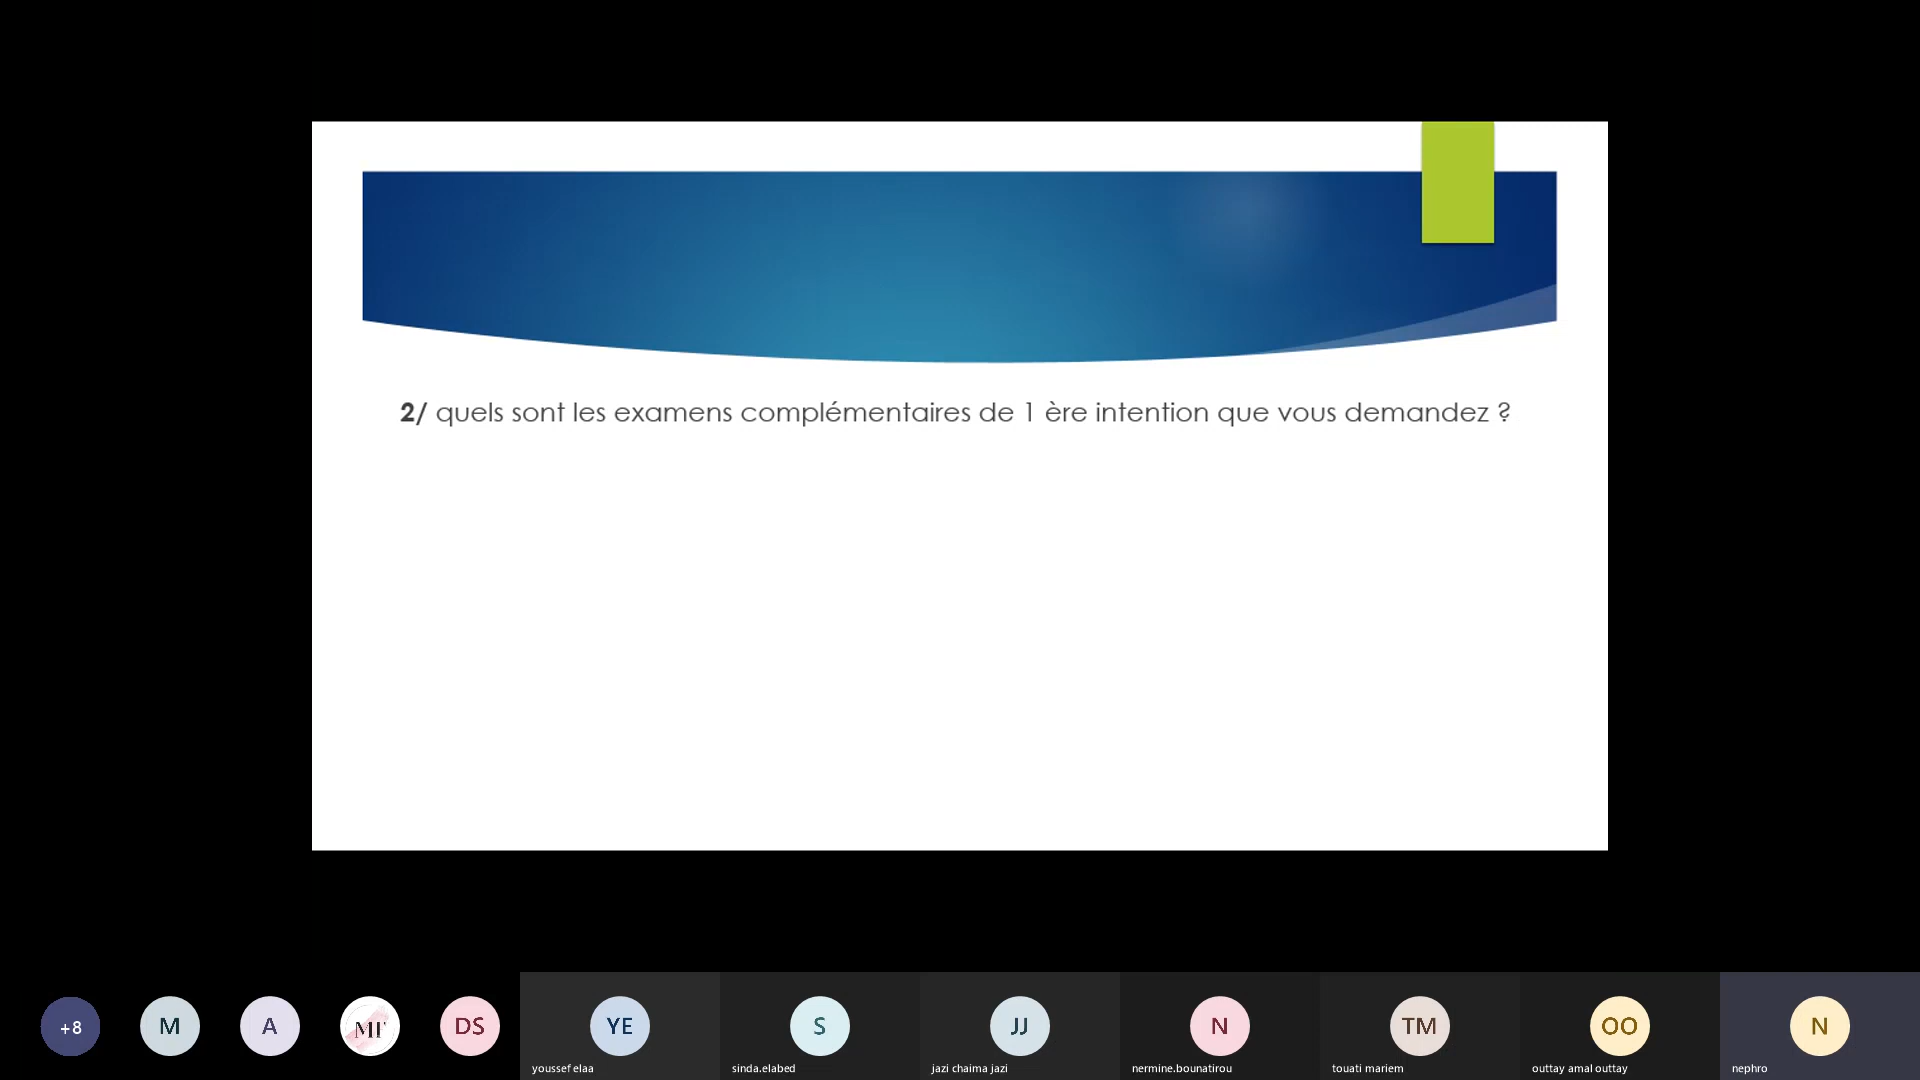 2/ quels sont les examens complémentaires de 1 ère intention que vous demandez ?
+8
M
A
MF
DS
YE
S
JJ
N
TM
OO
N
youssef elaa
sinda.elabed
jazi chaima jazi
nermine.bounatirou
touati mariem
outtay amal outtay
nephro